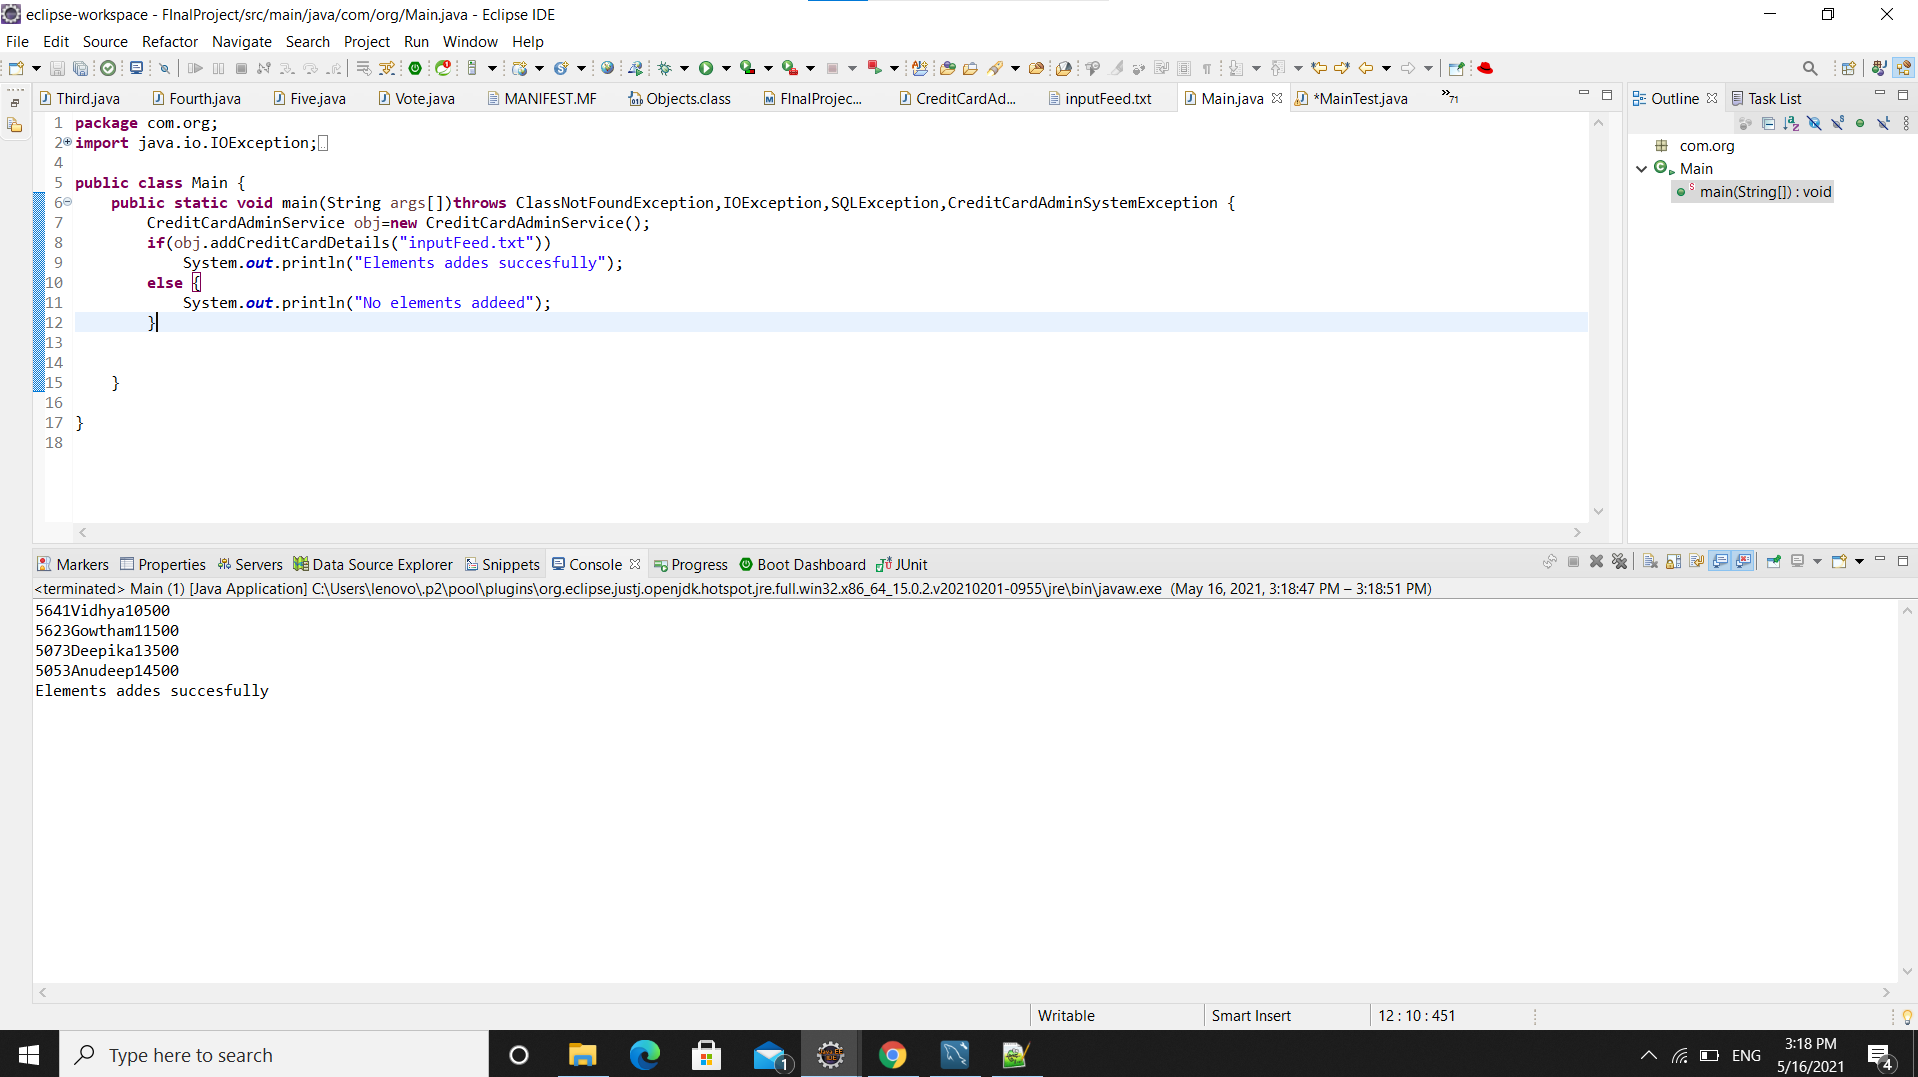 eclipse-workspace - FInalProject/src/main/java/com/org/Main.java - Eclipse IDE
File Edit Source Refactor Navigate Search Project Run Window Help
Third.java Fourth.java Five.java Vote.java MANIFEST.MF Objects.class FInalProjec... CreditCardAd... inputFeed.txt Main.java *MainTest.java »71
Outline Task List
1 package com.org;
2 import java.io.IOException;
4
5 public class Main {
6 public static void main(String args[])throws ClassNotFoundException,IOException,SQLException,CreditCardAdminSystemException {
7 CreditCardAdminService obj=new CreditCardAdminService();
8 if(obj.addCreditCardDetails("inputFeed.txt"))
9 System.out.println("Elements addes succesfully");
10 else {
11 System.out.println("No elements addeed");
12 }
13
14
15 }
16
17 }
18
com.org
Main
main(String[]) : void
Markers Properties Servers Data Source Explorer Snippets Console Progress Boot Dashboard JUnit
<terminated> Main (1) [Java Application] C:\Users\lenovo\.p2\pool\plugins\org.eclipse.justj.openjdk.hotspot.jre.full.win32.x86_64_15.0.2.v20210201-0955\jre\bin\javaw.exe (May 16, 2021, 3:18:47 PM – 3:18:51 PM)
5641Vidhya10500
5623Gowtham11500
5073Deepika13500
5053Anudeep14500
Elements addes succesfully
Writable Smart Insert 12 : 10 : 451
Type here to search
1
ENG
3:18 PM
5/16/2021
4